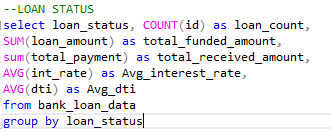 --LOAN STATUS
select loan_status, COUNT(id) as loan_count,
SUM(loan_amount) as total_funded_amount,
sum(total_payment) as total_received_amount,
AVG(int_rate) as Avg_interest_rate,
AVG(dti) as Avg_dti
from bank_loan_data
group by loan_status